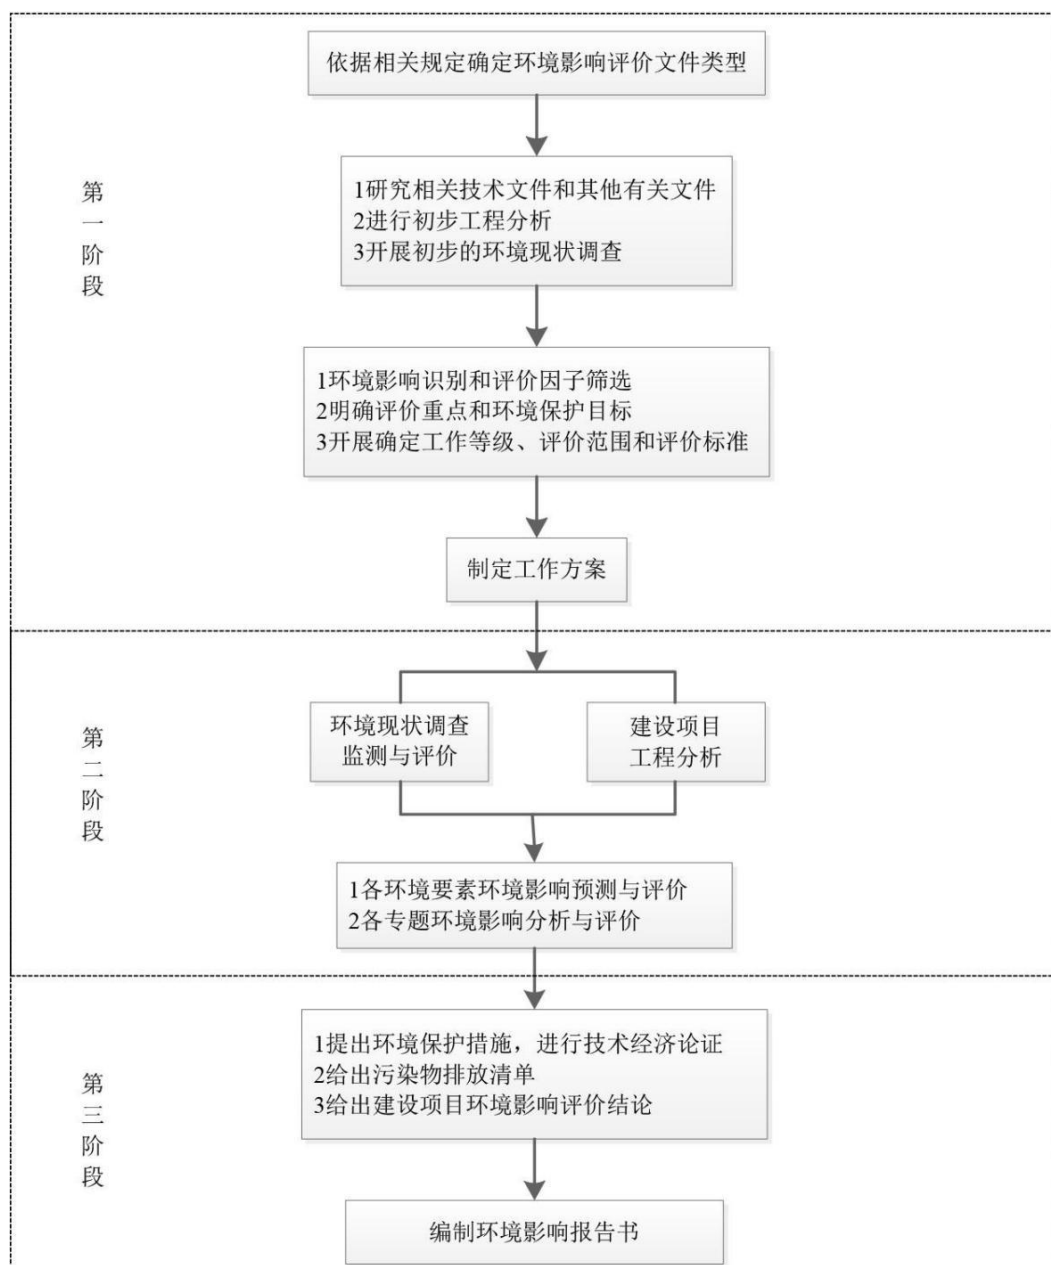 依据相关规定确定环境影响评价文件类型
第一阶段
1研究相关技术文件和其他有关文件
2进行初步工程分析
3开展初步的环境现状调查
1环境影响识别和评价因子筛选
2明确评价重点和环境保护目标
3开展确定工作等级、评价范围和评价标准
制定工作方案
第二阶段
环境现状调查
监测与评价
建设项目
工程分析
1各环境要素环境影响预测与评价
2各专题环境影响分析与评价
第三阶段
1提出环境保护措施，进行技术经济论证
2给出污染物排放清单
3给出建设项目环境影响评价结论
编制环境影响报告书